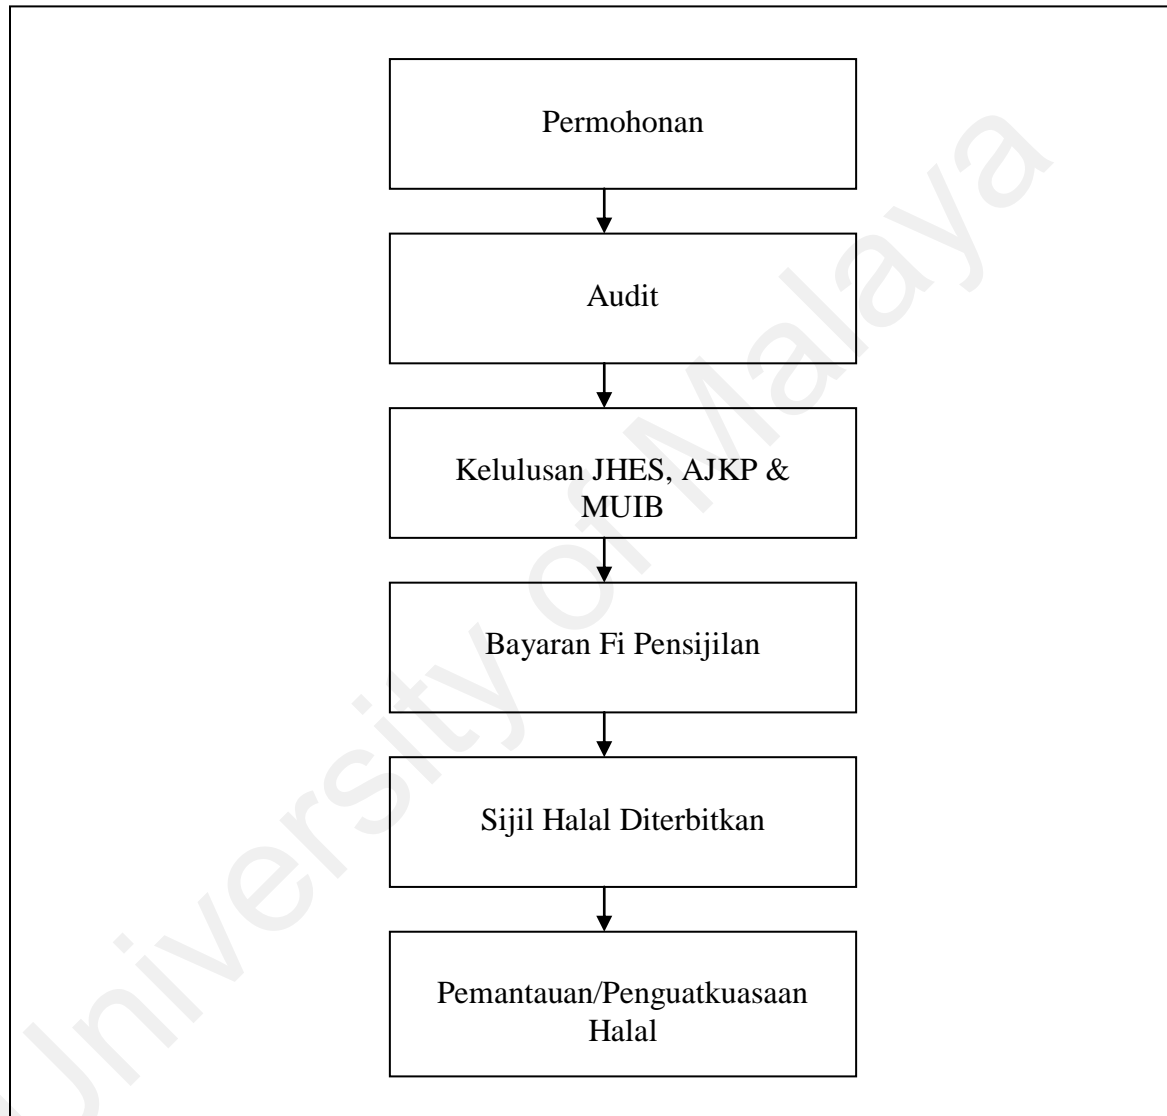 Permohonan
Audit
Kelulusan JHES, AJKP &
MUIB
Bayaran Fi Pensijilan
Sijil Halal Diterbitkan
Pemantauan/Penguatkuasaan
Halal
University of Malaya